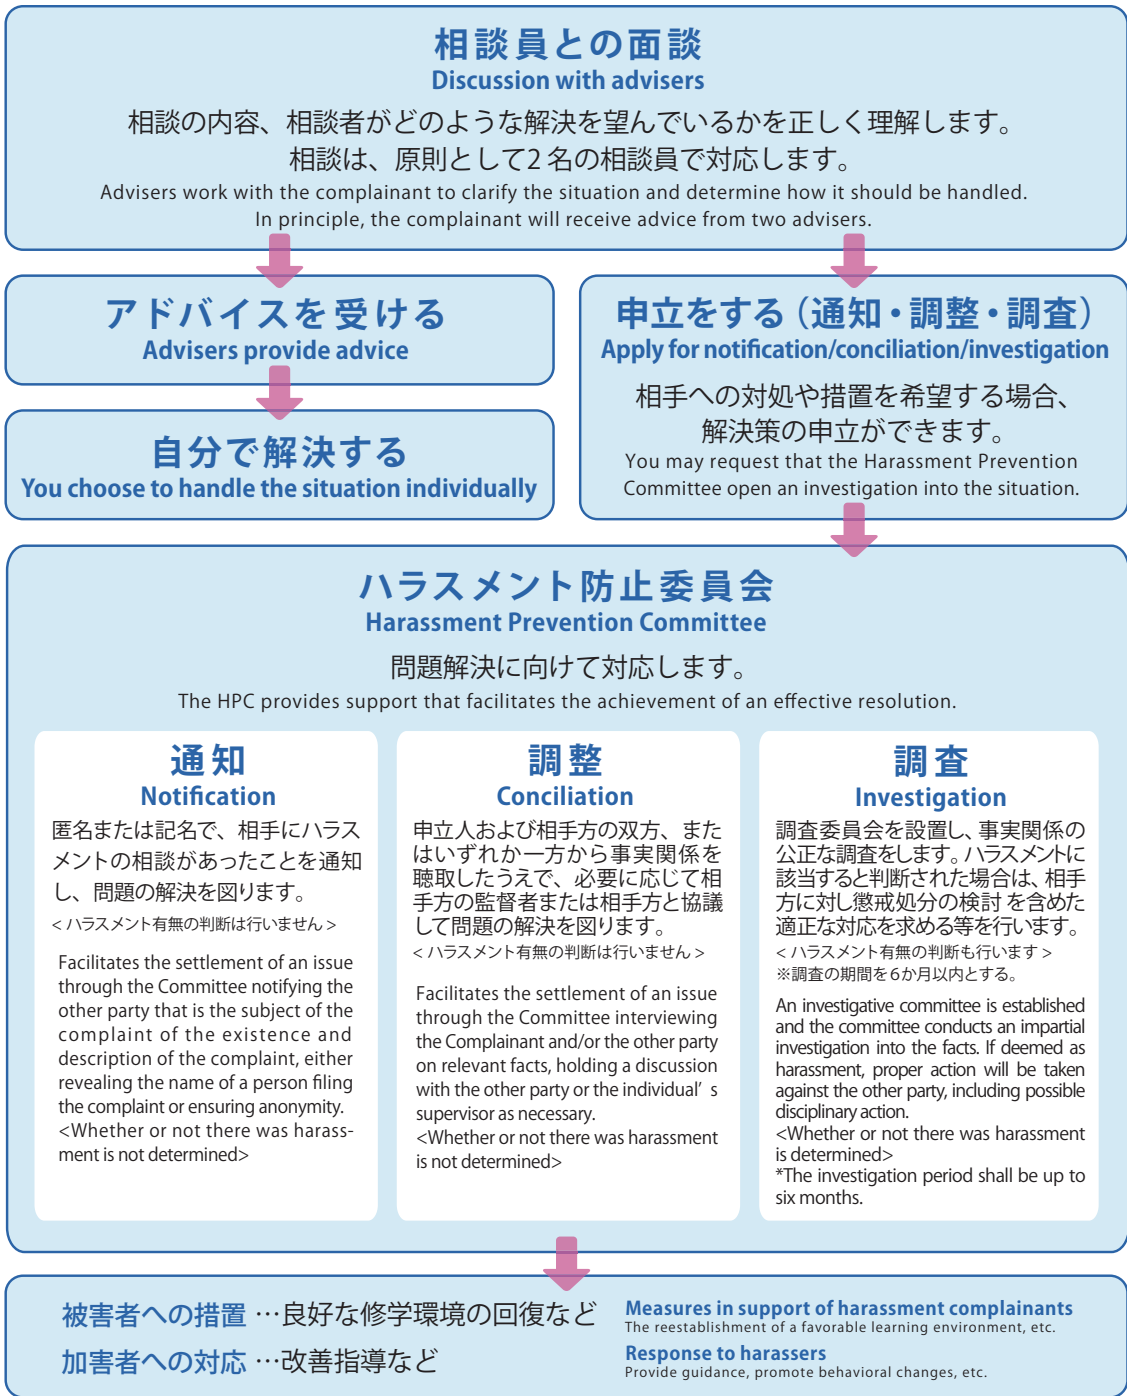 相談員との面談
Discussion with advisers
相談の内容、相談者がどのような解決を望んでいるかを正しく理解します。
相談は、原則として2 名の相談員で対応します。
Advisers work with the complainant to clarify the situation and determine how it should be handled.
In principle, the complainant will receive advice from two advisers.
アドバイスを受ける
Advisers provide advice
自分で解決する
You choose to handle the situation individually
申立をする（通知・調整・調査）
Apply for notification/conciliation/investigation
相手への対処や措置を希望する場合、
解決策の申立ができます。
You may request that the Harassment Prevention
Committee open an investigation into the situation.
ハラスメント防止委員会
Harassment Prevention Committee
問題解決に向けて対応します。
The HPC provides support that facilitates the achievement of an effective resolution.
通知
Notification
匿名または記名で、相手にハラス
メントの相談があったことを通知
し、問題の解決を図ります。
< ハラスメント有無の判断は行いません >
Facilitates the settlement of an issue
through the Committee notifying the
other party that is the subject of the
complaint of the existence and
description of the complaint, either
revealing the name of a person filing
the complaint or ensuring anonymity.
<Whether or not there was harass-
ment is not determined>
調整
Conciliation
申立人および相手方の双方、また
はいずれか一方から事実関係を
聴取したうえで、必要に応じて相
手方の監督者または相手方と協議
して問題の解決を図ります。
< ハラスメント有無の判断は行いません >
Facilitates the settlement of an issue
through the Committee interviewing
the Complainant and/or the other party
on relevant facts, holding a discussion
with the other party or the individual’s
supervisor as necessary.
<Whether or not there was harassment
is not determined>
調査
Investigation
調査委員会を設置し、事実関係の
公正な調査をします。ハラスメントに
該当すると判断された場合は、相手
方に対し懲戒処分の検討 を含めた
適正な対応を求める等を行います。
< ハラスメント有無の判断も行います >
※調査の期間を6か月以内とする。
An investigative committee is established
and the committee conducts an impartial
investigation into the facts. If deemed as
harassment, proper action will be taken
against the other party, including possible
disciplinary action.
<Whether or not there was harassment
is determined>
*The investigation period shall be up to
six months.
被害者への措置 …良好な修学環境の回復など
加害者への対応 …改善指導など
Measures in support of harassment complainants
The reestablishment of a favorable learning environment, etc.
Response to harassers
Provide guidance, promote behavioral changes, etc.